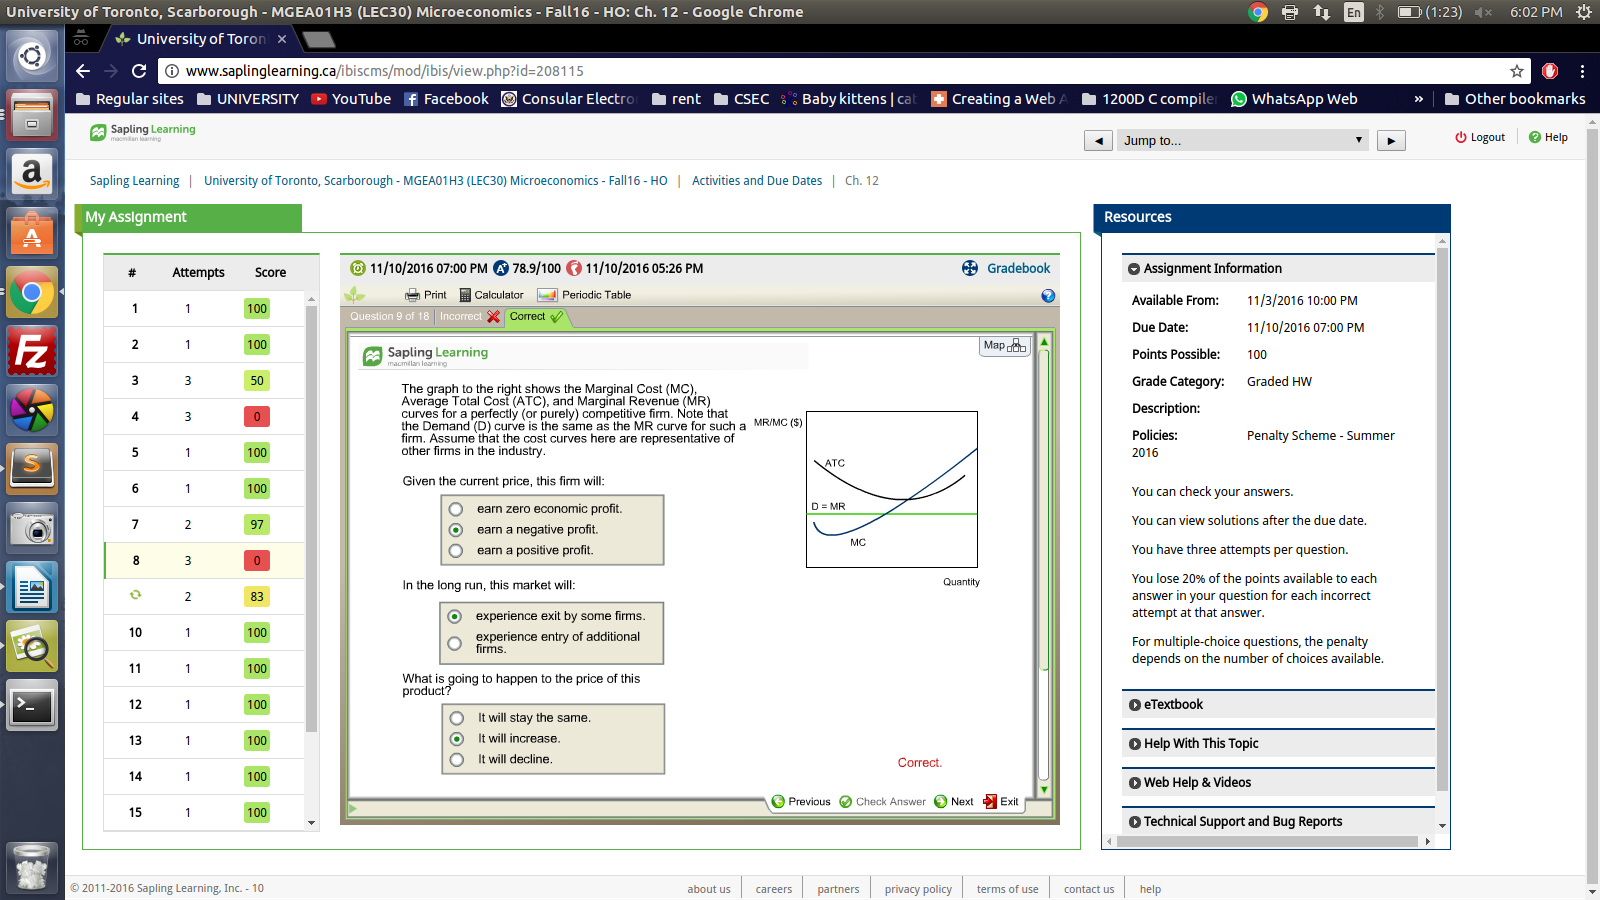 University of Toronto, Scarborough - MGEA01H3 (LEC30) Microeconomics - Fall16 - HO: Ch. 12 - Google Chrome
En
(1:23)
6:02 PM
University of Toron
www.saplinglearning.ca/ibiscms/mod/ibis/view.php?id=208115
Regular sites
UNIVERSITY
YouTube
Facebook
Consular Electro
rent
CSEC
Baby kittens | cat
Creating a Web A
1200D C compile
WhatsApp Web
»
Other bookmarks
Sapling Learning
macmillan learning
Jump to...
Logout
Help
Sapling Learning | University of Toronto, Scarborough - MGEA01H3 (LEC30) Microeconomics - Fall16 - HO | Activities and Due Dates | Ch. 12
My Assignment
# Attempts Score
1 1 100
2 1 100
3 3 50
4 3 0
5 1 100
6 1 100
7 2 97
8 3 0
2 83
10 1 100
11 1 100
12 1 100
13 1 100
14 1 100
15 1 100
11/10/2016 07:00 PM
78.9/100
11/10/2016 05:26 PM
Gradebook
Print
Calculator
Periodic Table
Question 9 of 18
Incorrect
Correct
Sapling Learning
macmillan learning
Map
The graph to the right shows the Marginal Cost (MC),
Average Total Cost (ATC), and Marginal Revenue (MR)
curves for a perfectly (or purely) competitive firm. Note that
the Demand (D) curve is the same as the MR curve for such a
firm. Assume that the cost curves here are representative of
other firms in the industry.
MR/MC ($)
ATC
D = MR
MC
Quantity
Given the current price, this firm will:
earn zero economic profit.
earn a negative profit.
earn a positive profit.
In the long run, this market will:
experience exit by some firms.
experience entry of additional
firms.
What is going to happen to the price of this
product?
It will stay the same.
It will increase.
It will decline.
Correct.
Previous
Check Answer
Next
Exit
Resources
Assignment Information
Available From: 11/3/2016 10:00 PM
Due Date: 11/10/2016 07:00 PM
Points Possible: 100
Grade Category: Graded HW
Description:
Policies: Penalty Scheme - Summer
2016
You can check your answers.
You can view solutions after the due date.
You have three attempts per question.
You lose 20% of the points available to each
answer in your question for each incorrect
attempt at that answer.
For multiple-choice questions, the penalty
depends on the number of choices available.
eTextbook
Help With This Topic
Web Help & Videos
Technical Support and Bug Reports
© 2011-2016 Sapling Learning, Inc. - 10
about us
careers
partners
privacy policy
terms of use
contact us
help